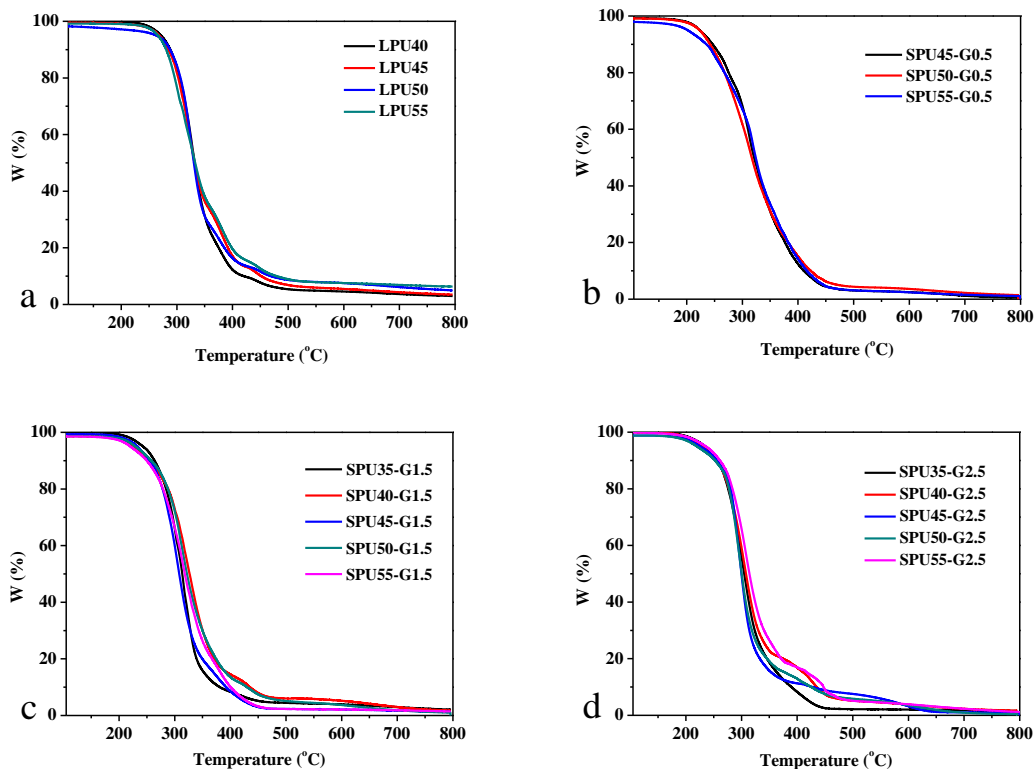 100
80
60
40
20
0
W (%)
LPU40
LPU45
LPU50
LPU55
a
200 300 400 500 600 700 800
Temperature (°C)
100
80
60
40
20
0
W (%)
SPU45-G0.5
SPU50-G0.5
SPU55-G0.5
b
200 300 400 500 600 700 800
Temperature (°C)
100
80
60
40
20
0
W (%)
SPU35-G1.5
SPU40-G1.5
SPU45-G1.5
SPU50-G1.5
SPU55-G1.5
c
200 300 400 500 600 700 800
Temperature (°C)
100
80
60
40
20
0
W (%)
SPU35-G2.5
SPU40-G2.5
SPU45-G2.5
SPU50-G2.5
SPU55-G2.5
d
200 300 400 500 600 700 800
Temperature (°C)